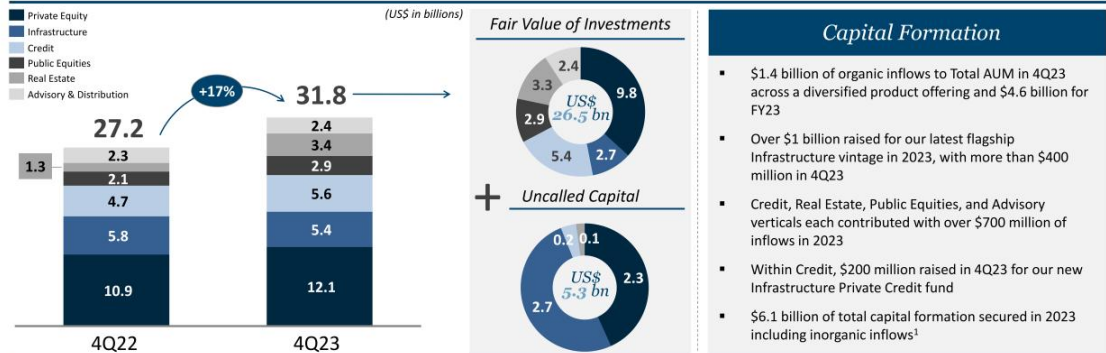 Private Equity
Infrastructure
Credit
Public Equities
Real Estate
Advisory & Distribution
(US$ in billions)
+17%
27.2
31.8
2.3
1.3
2.1
4.7
5.8
10.9
2.4
3.4
2.9
5.6
5.4
12.1
4Q22
4Q23
Fair Value of Investments
2.4
3.3
9.8
US$
26.5 bn
2.9
5.4
2.7
+
Uncalled Capital
0.2
0.1
2.3
US$
5.3 bn
2.7
Capital Formation
▪ $1.4 billion of organic inflows to Total AUM in 4Q23
across a diversified product offering and $4.6 billion for
FY23
▪ Over $1 billion raised for our latest flagship
Infrastructure vintage in 2023, with more than $400
million in 4Q23
▪ Credit, Real Estate, Public Equities, and Advisory
verticals each contributed with over $700 million of
inflows in 2023
▪ Within Credit, $200 million raised in 4Q23 for our new
Infrastructure Private Credit fund
▪ $6.1 billion of total capital formation secured in 2023
including inorganic inflows¹